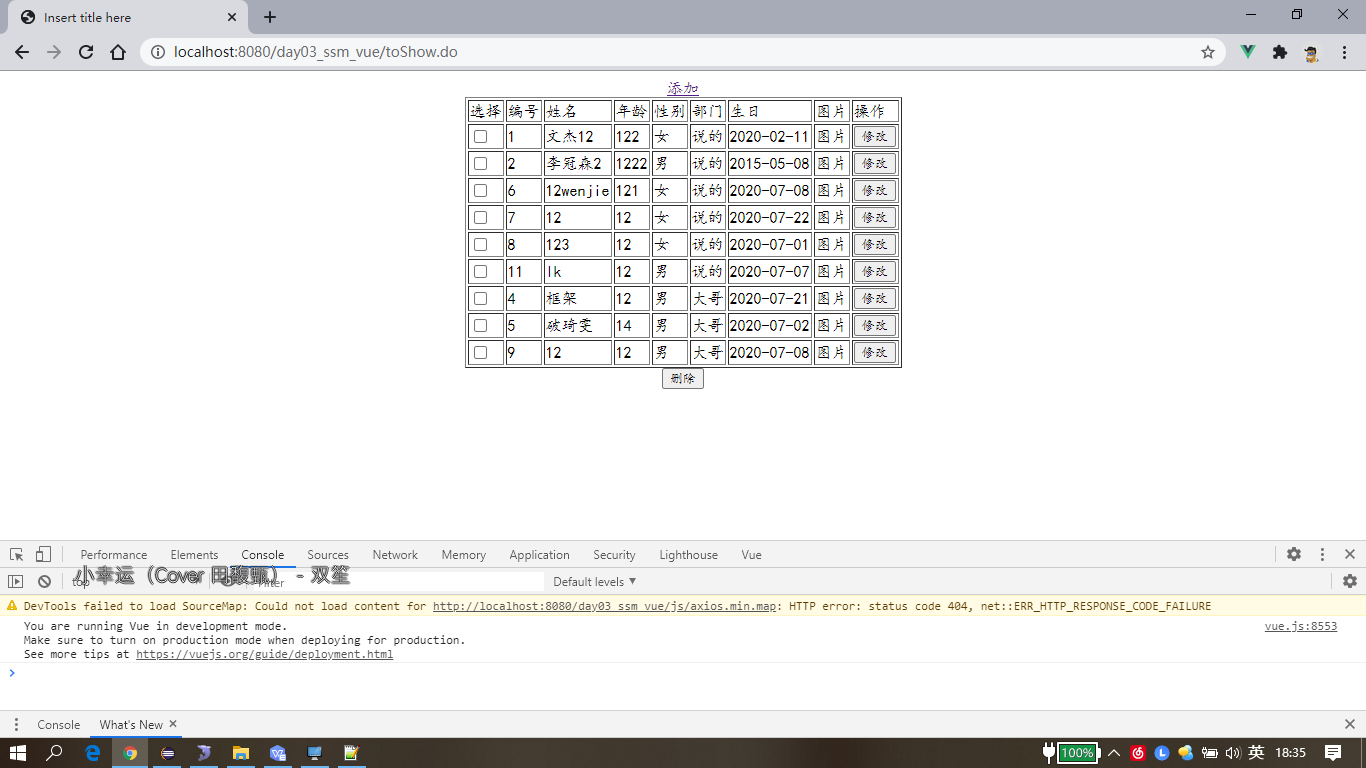 Insert title here
localhost:8080/day03_ssm_vue/toShow.do
添加
选择 编号 姓名 年龄 性别 部门 生日 图片 操作
1 文杰12 122 女 说的 2020-02-11 图片 修改
2 李冠森2 1222 男 说的 2015-05-08 图片 修改
6 12wenjie 121 女 说的 2020-07-08 图片 修改
7 12 12 女 说的 2020-07-22 图片 修改
8 123 12 女 说的 2020-07-01 图片 修改
11 lk 12 男 说的 2020-07-07 图片 修改
4 框架 12 男 大哥 2020-07-21 图片 修改
5 破琦雯 14 男 大哥 2020-07-02 图片 修改
9 12 12 男 大哥 2020-07-08 图片 修改
删除
Performance Elements Console Sources Network Memory Application Security Lighthouse Vue
小幸运（Cover 田馥甄） - 双笙
top Filter Default levels ▼
DevTools failed to load SourceMap: Could not load content for http://localhost:8080/day03_ssm_vue/js/axios.min.map: HTTP error: status code 404, net::ERR_HTTP_RESPONSE_CODE_FAILURE
You are running Vue in development mode. vue.js:8553
Make sure to turn on production mode when deploying for production.
See more tips at https://vuejs.org/guide/deployment.html
Console What's New
100% 英 18:35